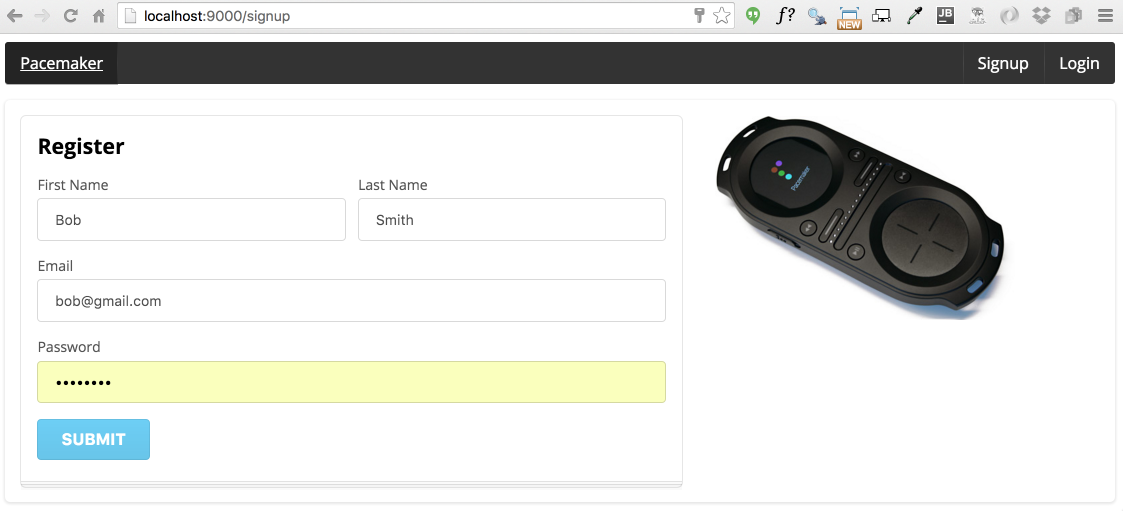 localhost:9000/signup
f?
NEW
JB
Pacemaker
Signup
Login
Register
First Name
Last Name
Bob
Smith
Email
bob@gmail.com
Password
••••••••
SUBMIT
Pacemaker